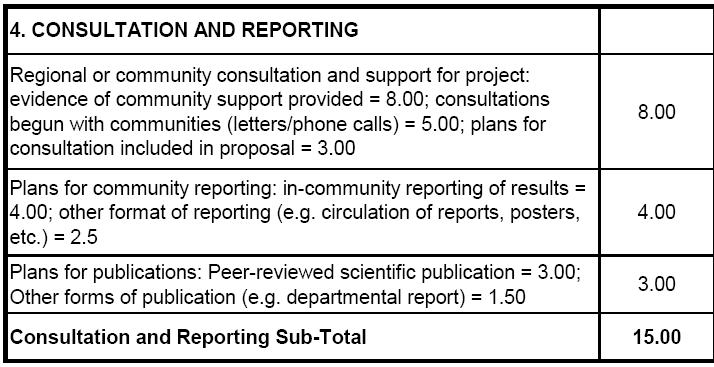 4. CONSULTATION AND REPORTING
Regional or community consultation and support for project:
evidence of community support provided = 8.00; consultations
begun with communities (letters/phone calls) = 5.00; plans for
consultation included in proposal = 3.00
8.00
Plans for community reporting: in-community reporting of results =
4.00; other format of reporting (e.g. circulation of reports, posters,
etc.) = 2.5
4.00
Plans for publications: Peer-reviewed scientific publication = 3.00;
Other forms of publication (e.g. departmental report) = 1.50
3.00
Consultation and Reporting Sub-Total
15.00